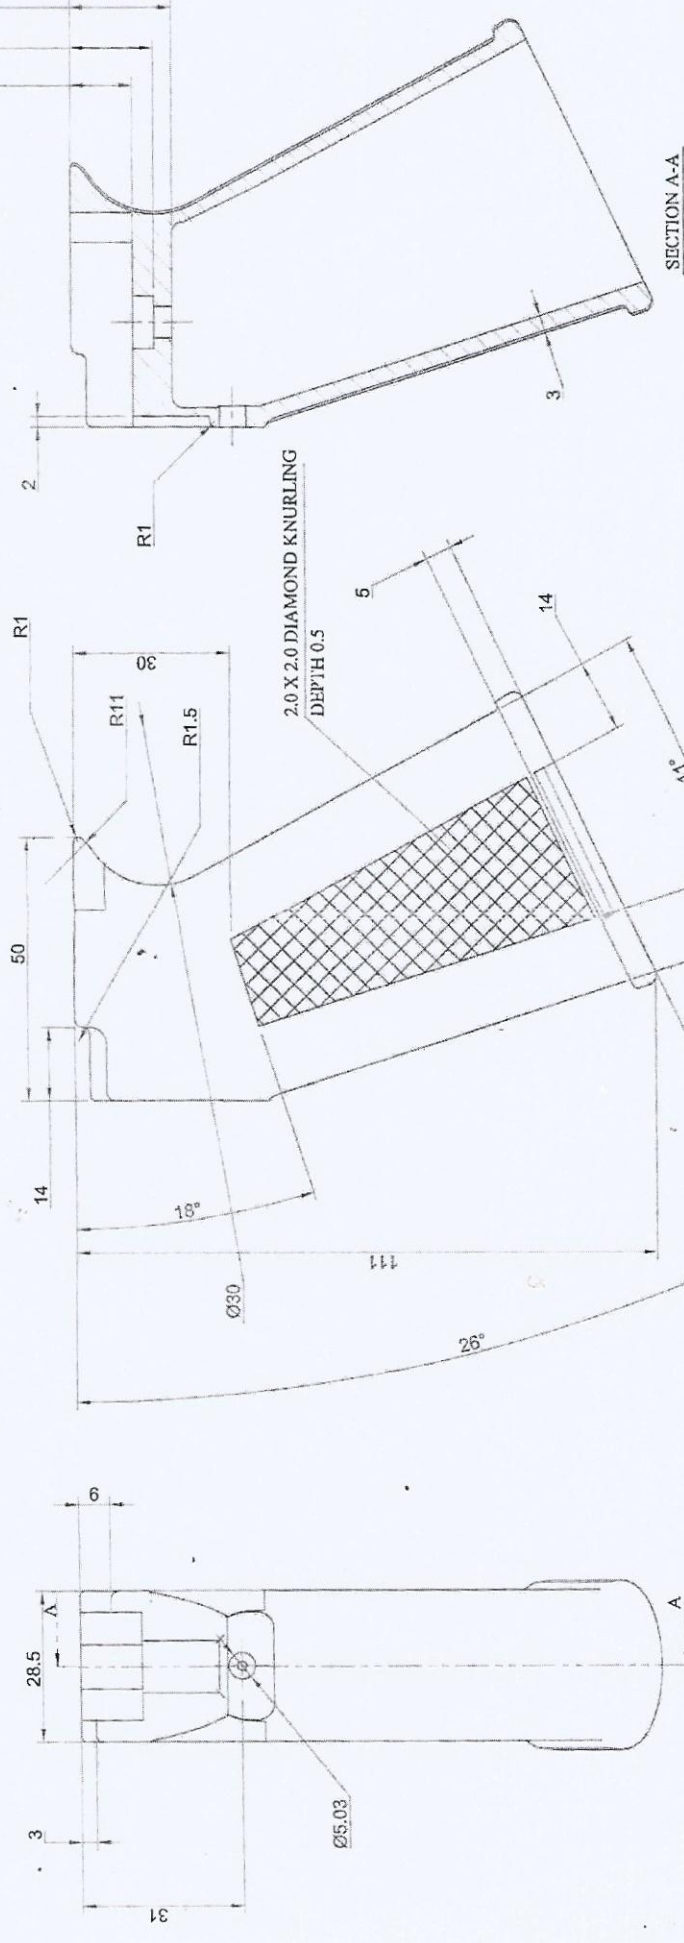 3
28.5
A
6
31
Ø5.03
A
14
50
R1
R11
R1.5
30
18°
Ø30
111
26°
2.0 X 2.0 DIAMOND KNURLING
DEPTH 0.5
5
14
2
R1
3
SECTION A-A